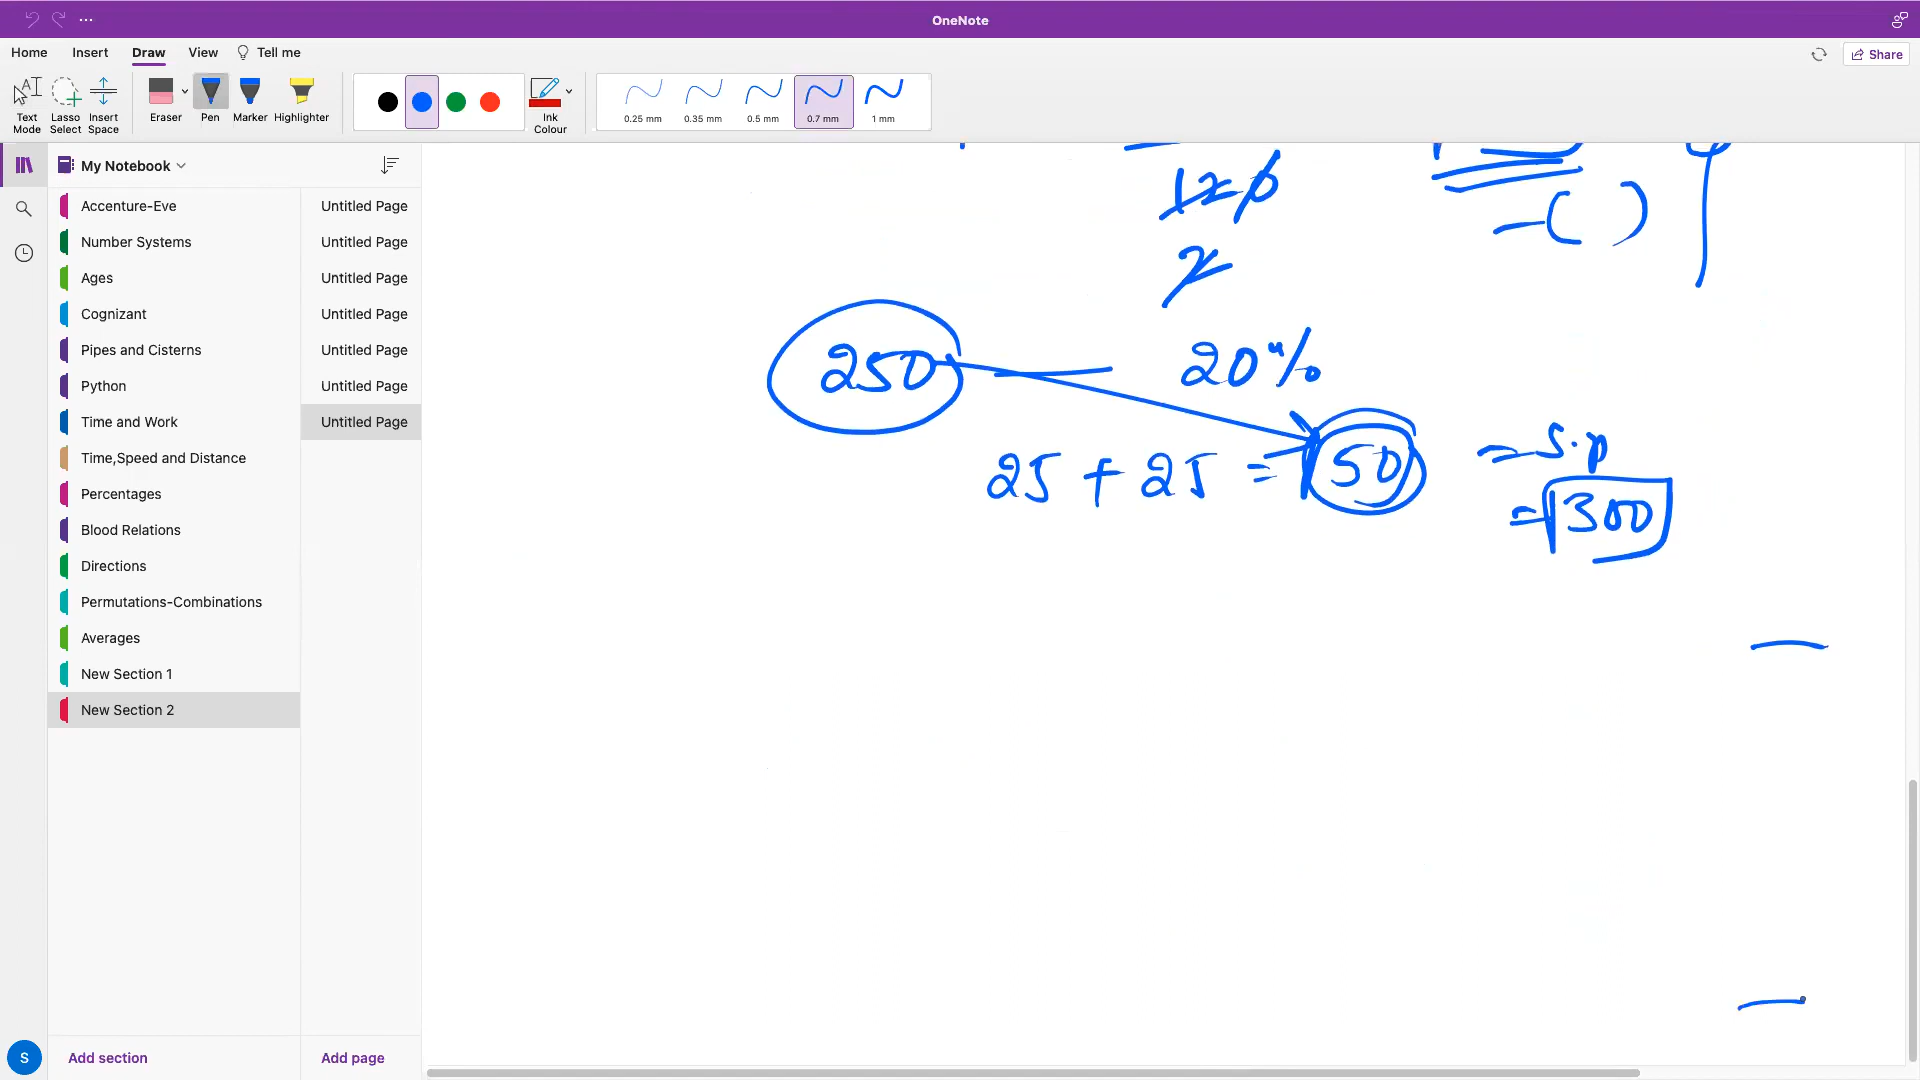 OneNote
Home Insert Draw View Tell me
Share
Text Mode
Lasso Select
Insert Space
Eraser
Pen
Marker
Highlighter
Ink Colour
0.25 mm
0.35 mm
0.5 mm
0.7 mm
1 mm
My Notebook
Accenture-Eve
Number Systems
Ages
Cognizant
Pipes and Cisterns
Python
Time and Work
Time,Speed and Distance
Percentages
Blood Relations
Directions
Permutations-Combinations
Averages
New Section 1
New Section 2
Untitled Page
Untitled Page
Untitled Page
Untitled Page
Untitled Page
Untitled Page
Untitled Page
120
2
- ( )
250 — 20%
25 + 25 = 50
= S.P
= 300
S
Add section
Add page